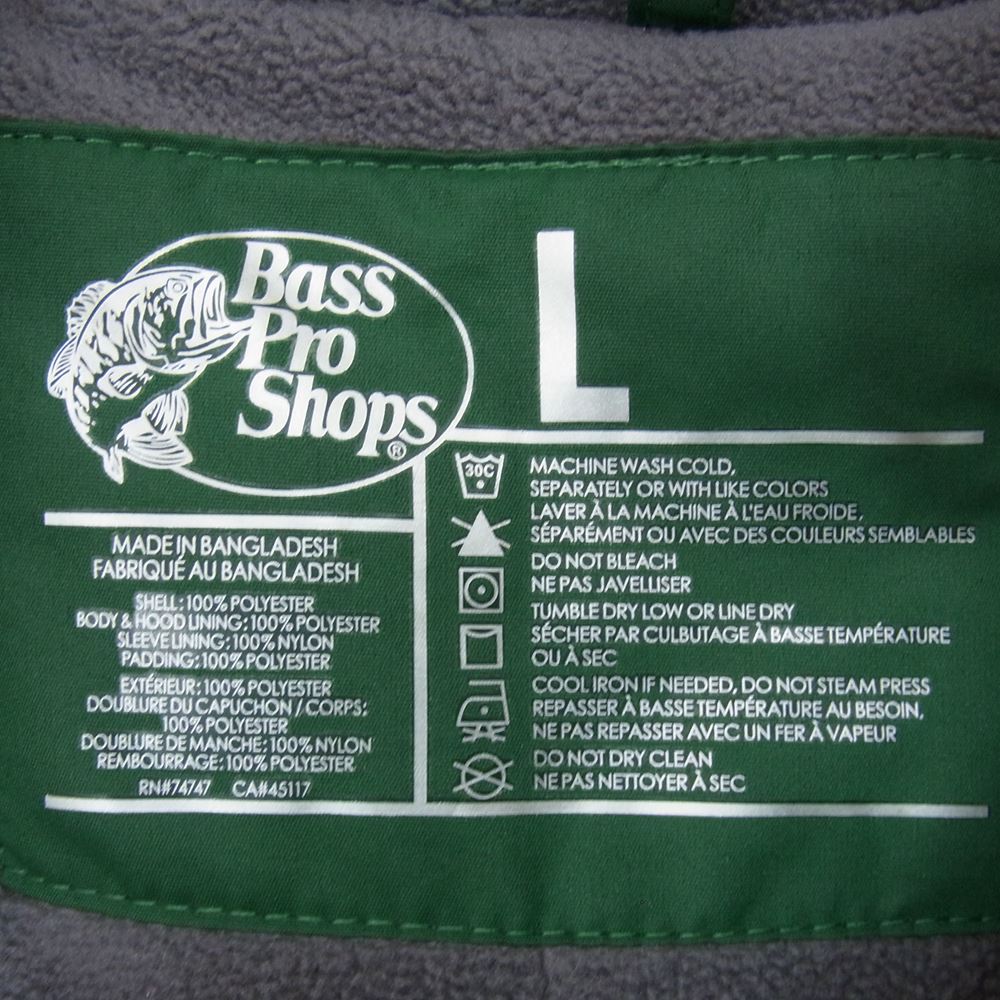 Bass
Pro
Shops®
L
MADE IN BANGLADESH
FABRIQUÉ AU BANGLADESH
SHELL: 100% POLYESTER
BODY & HOOD LINING: 100% POLYESTER
SLEEVE LINING: 100% NYLON
PADDING: 100% POLYESTER
EXTÉRIEUR: 100% POLYESTER
DOUBLURE DU CAPUCHON / CORPS:
100% POLYESTER
DOUBLURE DE MANCHE: 100% NYLON
REMBOURRAGE: 100% POLYESTER
RN#74747 CA#45117
30C
MACHINE WASH COLD,
SEPARATELY OR WITH LIKE COLORS
LAVER À LA MACHINE À L'EAU FROIDE,
SÉPARÉMENT OU AVEC DES COULEURS SEMBLABLES
DO NOT BLEACH
NE PAS JAVELLISER
TUMBLE DRY LOW OR LINE DRY
SÉCHER PAR CULBUTAGE À BASSE TEMPÉRATURE
OU À SEC
COOL IRON IF NEEDED, DO NOT STEAM PRESS
REPASSER À BASSE TEMPÉRATURE AU BESOIN,
NE PAS REPASSER AVEC UN FER À VAPEUR
DO NOT DRY CLEAN
NE PAS NETTOYER À SEC